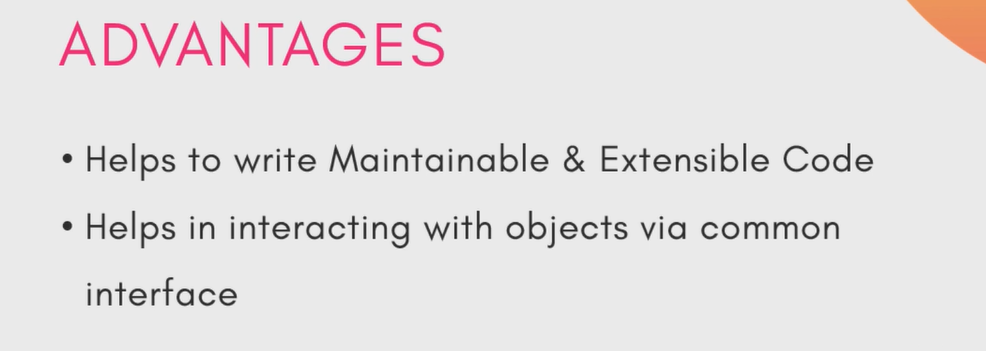 ADVANTAGES
• Helps to write Maintainable & Extensible Code
• Helps in interacting with objects via common
interface